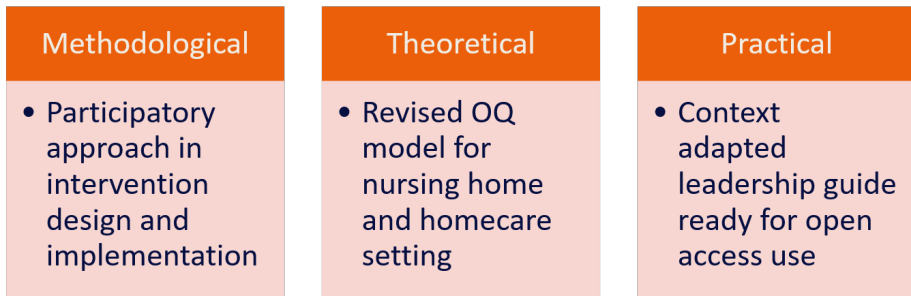 Methodological
• Participatory
approach in
intervention
design and
implementation
Theoretical
• Revised OQ
model for
nursing home
and homecare
setting
Practical
• Context
adapted
leadership guide
ready for open
access use